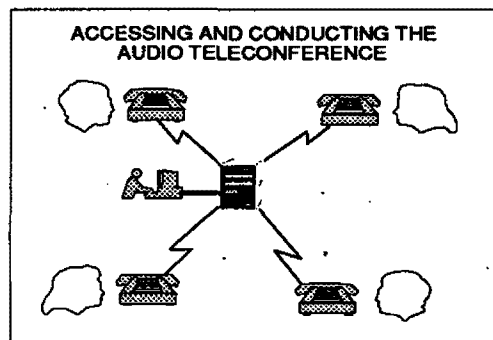 ACCESSING AND CONDUCTING THE
AUDIO TELECONFERENCE